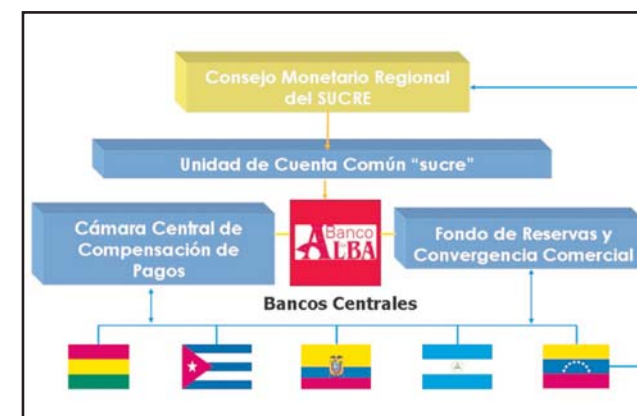 Consejo Monetario Regional
del SUCRE
Unidad de Cuenta Común “sucre”
Cámara Central de
Compensación de
Pagos
Banco
ALBA
Fondo de Reservas y
Convergencia Comercial
Bancos Centrales